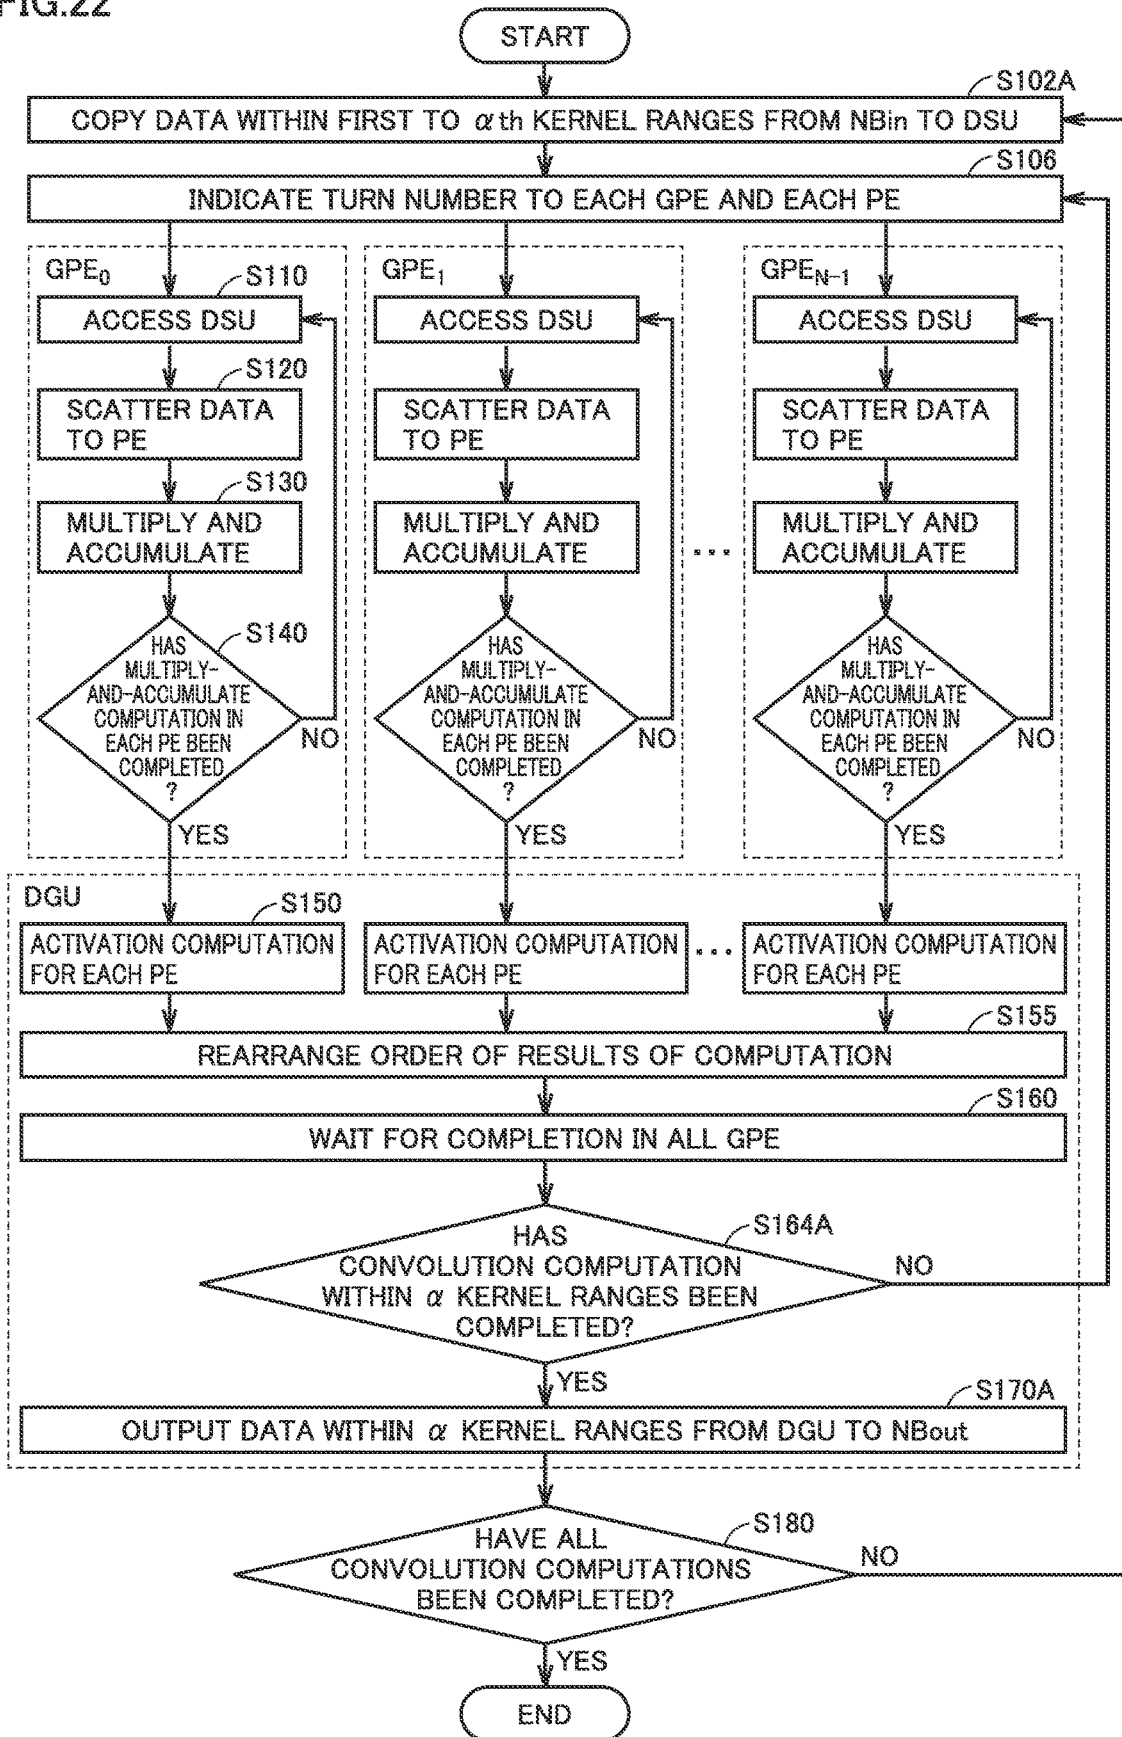 FIG.22
START
S102A
COPY DATA WITHIN FIRST TO αth KERNEL RANGES FROM NBin TO DSU
S106
INDICATE TURN NUMBER TO EACH GPE AND EACH PE
GPE0
S110
ACCESS DSU
S120
SCATTER DATA
TO PE
S130
MULTIPLY AND
ACCUMULATE
S140
HAS
MULTIPLY-
AND-ACCUMULATE
COMPUTATION IN
EACH PE BEEN
COMPLETED
?
NO
YES
GPE1
ACCESS DSU
SCATTER DATA
TO PE
MULTIPLY AND
ACCUMULATE
HAS
MULTIPLY-
AND-ACCUMULATE
COMPUTATION IN
EACH PE BEEN
COMPLETED
?
NO
YES
...
GPEN-1
ACCESS DSU
SCATTER DATA
TO PE
MULTIPLY AND
ACCUMULATE
HAS
MULTIPLY-
AND-ACCUMULATE
COMPUTATION IN
EACH PE BEEN
COMPLETED
?
NO
YES
DGU
S150
ACTIVATION COMPUTATION
FOR EACH PE
ACTIVATION COMPUTATION
FOR EACH PE
...
ACTIVATION COMPUTATION
FOR EACH PE
S155
REARRANGE ORDER OF RESULTS OF COMPUTATION
S160
WAIT FOR COMPLETION IN ALL GPE
S164A
HAS
CONVOLUTION COMPUTATION
WITHIN α KERNEL RANGES BEEN
COMPLETED?
NO
YES
S170A
OUTPUT DATA WITHIN α KERNEL RANGES FROM DGU TO NBout
S180
HAVE ALL
CONVOLUTION COMPUTATIONS
BEEN COMPLETED?
NO
YES
END